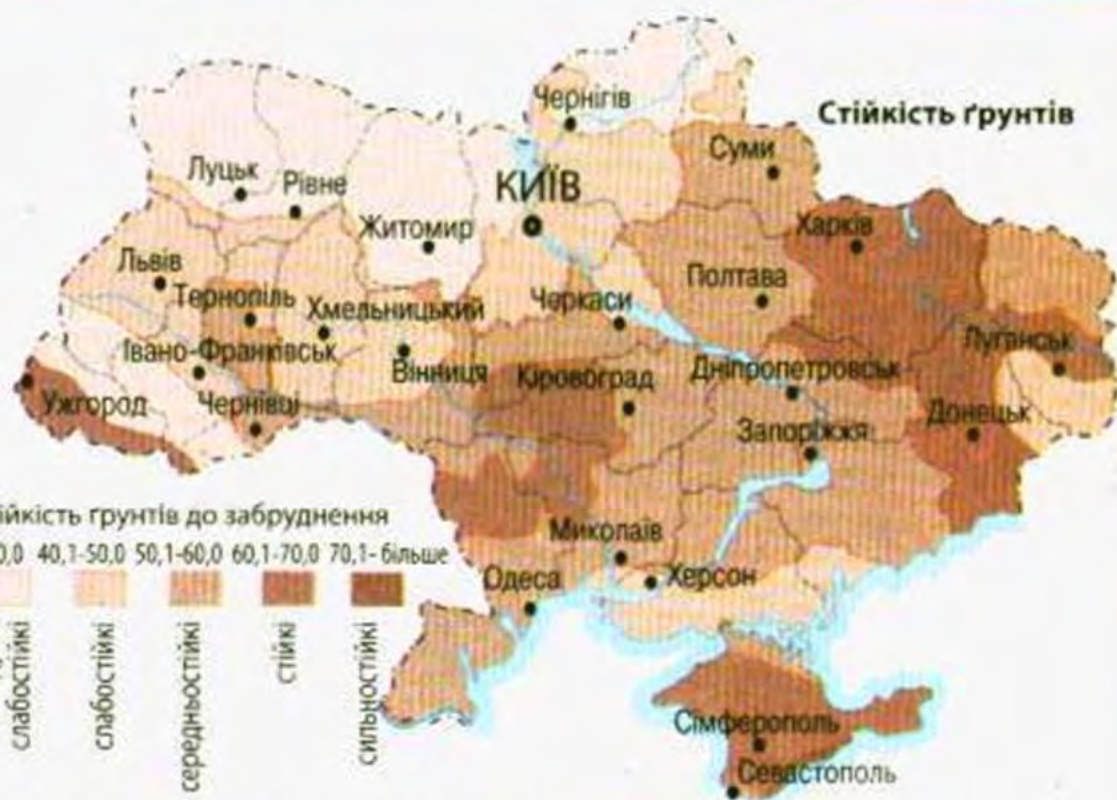 Стійкість ґрунтів
Чернігів
Суми
Луцьк
Рівне
КИЇВ
Житомир
Харків
Львів
Тернопіль
Хмельницький
Черкаси
Полтава
Івано-Франківськ
Вінниця
Кіровоград
Дніпропетровськ
Луганськ
Ужгород
Чернівці
Запоріжжя
Донецьк
ійкість ґрунтів до забруднення
0,0 40,1-50,0 50,1-60,0 60,1-70,0 70,1- більше
Миколаїв
Одеса
Херсон
слабостійкі
слабостійкі
середньостійкі
стійкі
сильностійкі
Сімферополь
Севастополь